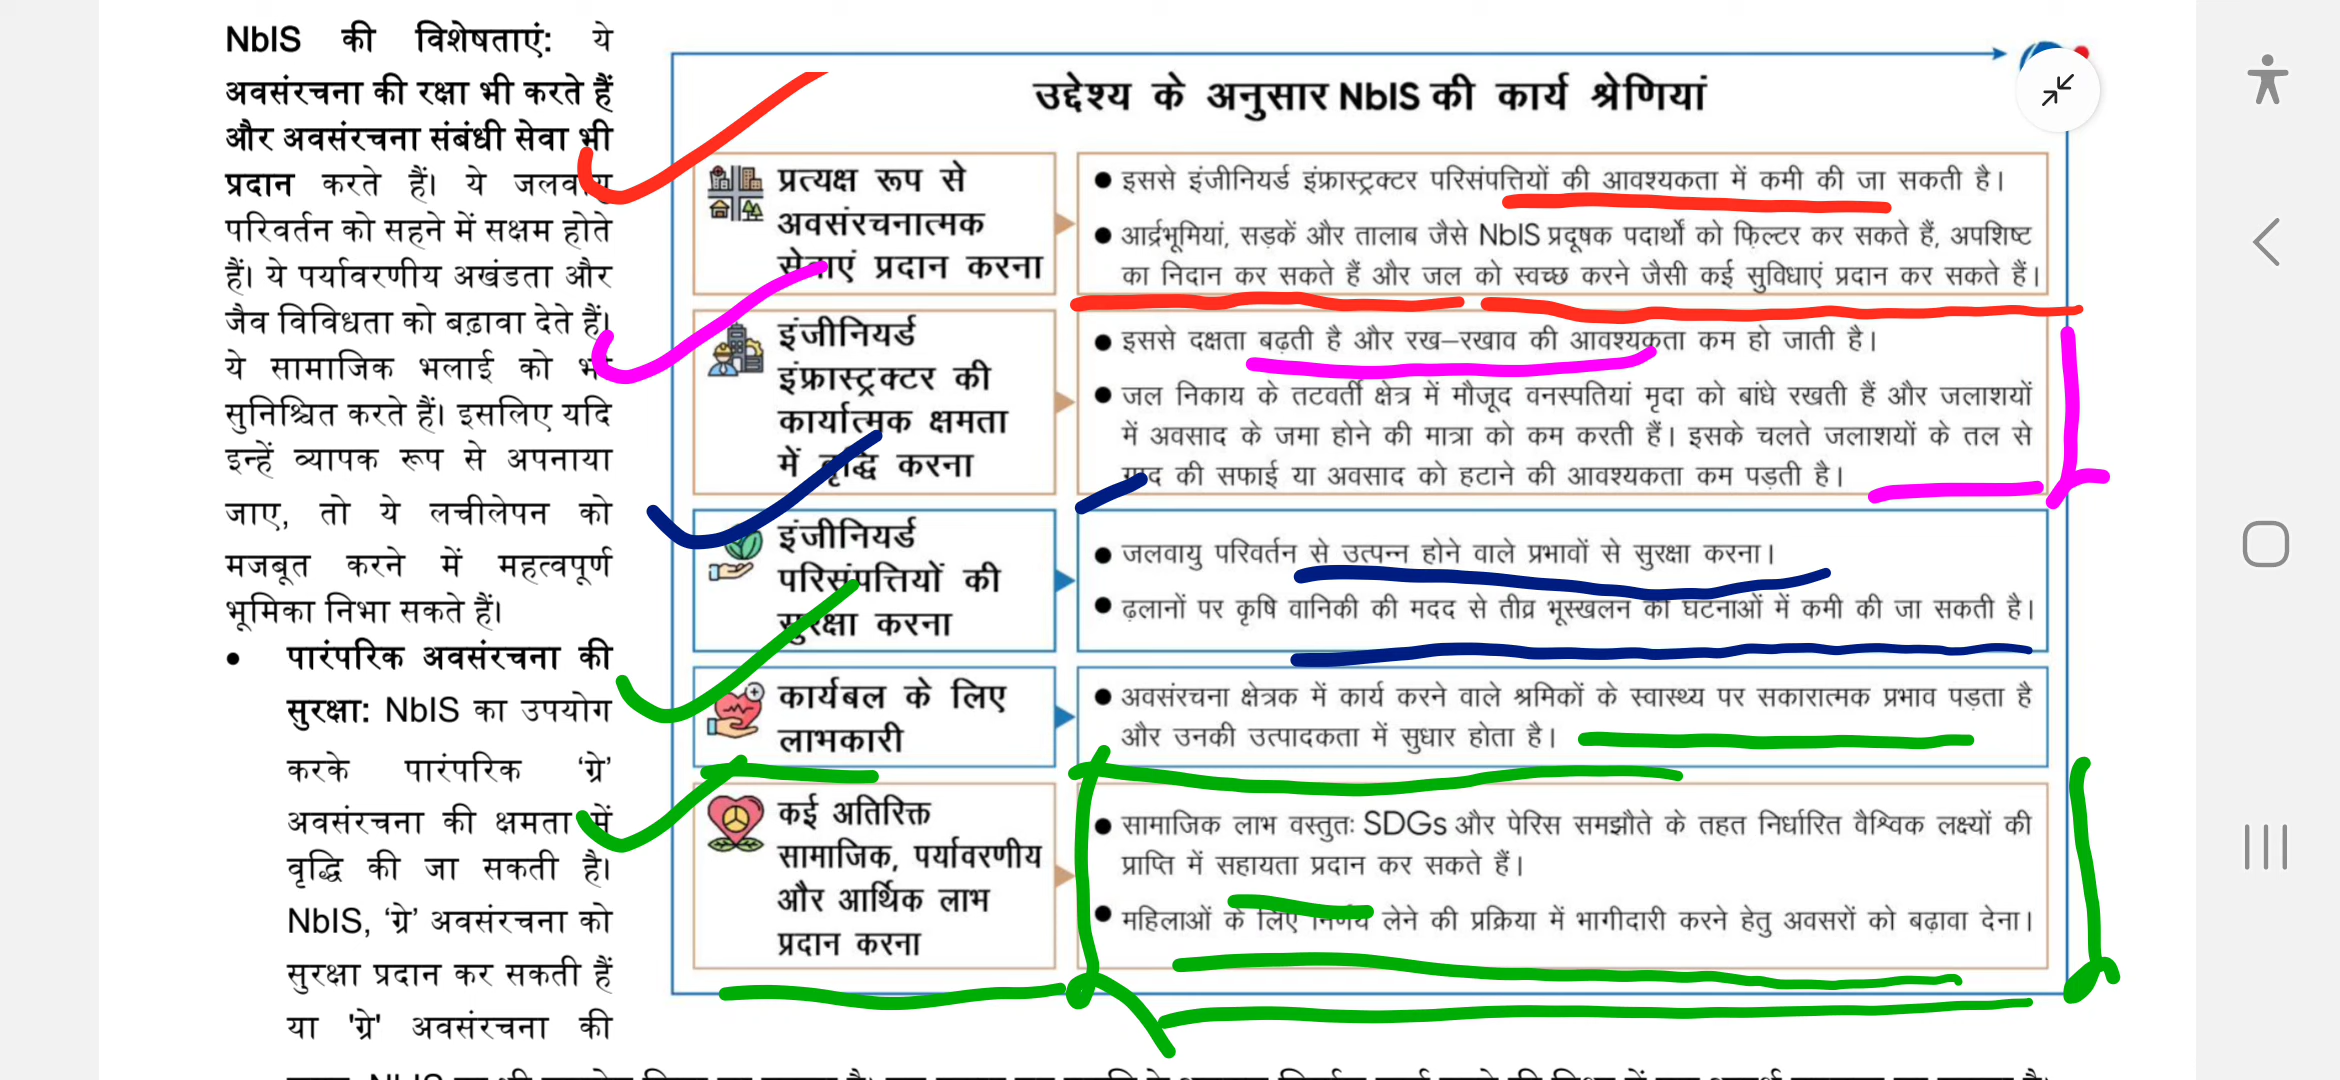 NbIS की विशेषताएं: ये
अवसंरचना की रक्षा भी करते हैं
और अवसंरचना संबंधी सेवा भी
प्रदान करते हैं। ये जलवायु
परिवर्तन को सहने में सक्षम होते
हैं। ये पर्यावरणीय अखंडता और
जैव विविधता को बढ़ावा देते हैं।
ये सामाजिक भलाई को भी
सुनिश्चित करते हैं। इसलिए यदि
इन्हें व्यापक रूप से अपनाया
जाए, तो ये लचीलेपन को
मजबूत करने में महत्वपूर्ण
भूमिका निभा सकते हैं।
● पारंपरिक अवसंरचना की
सुरक्षा: NbIS का उपयोग
करके पारंपरिक ‘ग्रे’
अवसंरचना की क्षमता में
वृद्धि की जा सकती है।
NbIS, ‘ग्रे’ अवसंरचना को
सुरक्षा प्रदान कर सकती हैं
या 'ग्रे' अवसंरचना की
उद्देश्य के अनुसार NbIS की कार्य श्रेणियां
प्रत्यक्ष रूप से
अवसंरचनात्मक
सेवाएं प्रदान करना
● इससे इंजीनियर्ड इंफ्रास्ट्रक्टर परिसंपत्तियों की आवश्यकता में कमी की जा सकती है।
● आर्द्रभूमियां, सड़कें और तालाब जैसे NbIS प्रदूषक पदार्थों को फ़िल्टर कर सकते हैं, अपशिष्ट
का निदान कर सकते हैं और जल को स्वच्छ करने जैसी कई सुविधाएं प्रदान कर सकते हैं।
इंजीनियर्ड
इंफ्रास्ट्रक्टर की
कार्यात्मक क्षमता
में वृद्धि करना
● इससे दक्षता बढ़ती है और रख–रखाव की आवश्यकता कम हो जाती है।
● जल निकाय के तटवर्ती क्षेत्र में मौजूद वनस्पतियां मृदा को बांधे रखती हैं और जलाशयों
में अवसाद के जमा होने की मात्रा को कम करती हैं। इसके चलते जलाशयों के तल से
की सफाई या अवसाद को हटाने की आवश्यकता कम पड़ती है।
इंजीनियर्ड
परिसंपत्तियों की
सुरक्षा करना
● जलवायु परिवर्तन से उत्पन्न होने वाले प्रभावों से सुरक्षा करना।
● ढ़लानों पर कृषि वानिकी की मदद से तीव्र भूस्खलन की घटनाओं में कमी की जा सकती है।
कार्यबल के लिए
लाभकारी
● अवसंरचना क्षेत्रक में कार्य करने वाले श्रमिकों के स्वास्थ्य पर सकारात्मक प्रभाव पड़ता है
और उनकी उत्पादकता में सुधार होता है।
कई अतिरिक्त
सामाजिक, पर्यावरणीय
और आर्थिक लाभ
प्रदान करना
● सामाजिक लाभ वस्तुतः SDGs और पेरिस समझौते के तहत निर्धारित वैश्विक लक्ष्यों की
प्राप्ति में सहायता प्रदान कर सकते हैं।
● महिलाओं के लिए निर्णय लेने की प्रक्रिया में भागीदारी करने हेतु अवसरों को बढ़ावा देना।